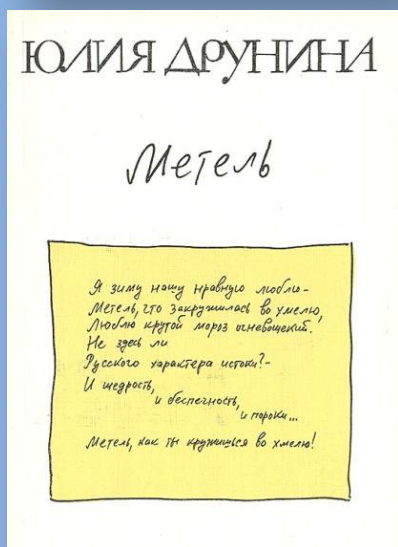 ЮЛИЯ ДРУНИНА
Метель
Я зиму нашу нравную люблю –
Метель, что закружилась во хмелю,
Люблю крутой мороз огневощекий.
Не здесь ли
Русского характера истоки? –
И щедрость,
и беспечность,
и пороки...
Метель, как ты кружишься во хмелю!